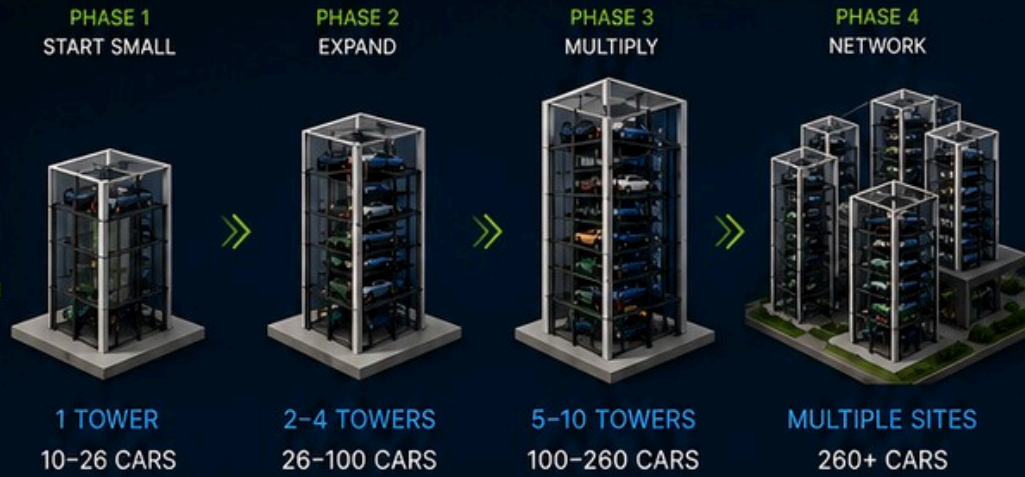 PHASE 1
START SMALL
1 TOWER
10–26 CARS
PHASE 2
EXPAND
2–4 TOWERS
26–100 CARS
PHASE 3
MULTIPLY
5–10 TOWERS
100–260 CARS
PHASE 4
NETWORK
MULTIPLE SITES
260+ CARS